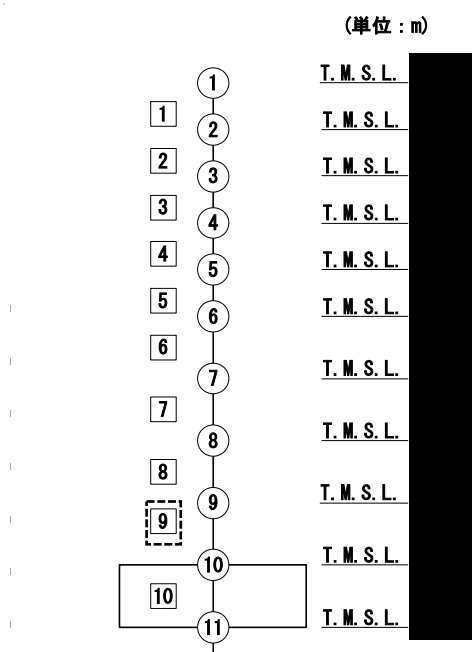 (単位:m)
1 T.M.S.L.
1
2 T.M.S.L.
2
3 T.M.S.L.
3
4 T.M.S.L.
4
5 T.M.S.L.
5
6 T.M.S.L.
6
7 T.M.S.L.
7
8 T.M.S.L.
8
9 T.M.S.L.
9
10 T.M.S.L.
10
11 T.M.S.L.